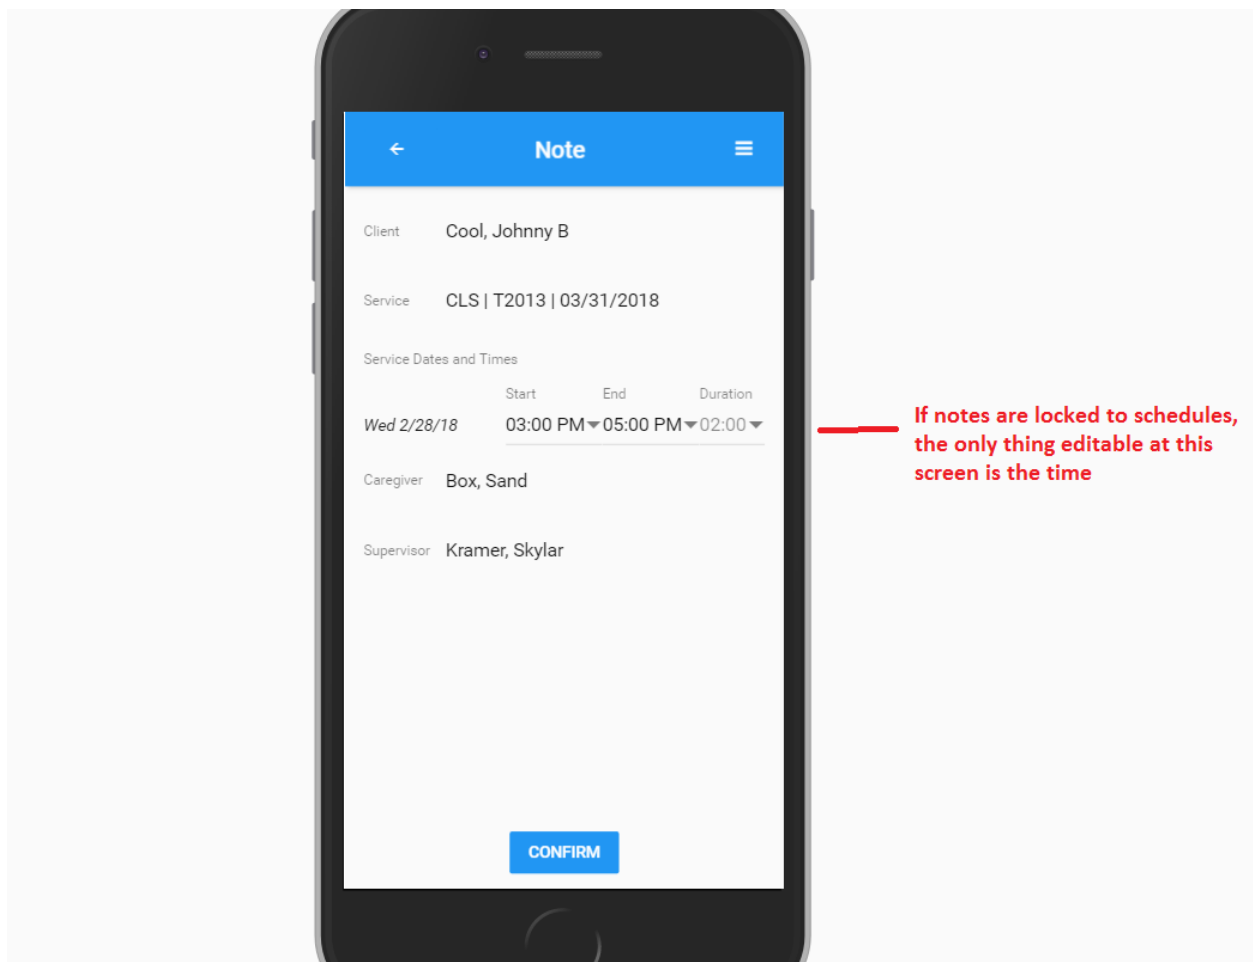 Note
Client Cool, Johnny B
Service CLS | T2013 | 03/31/2018
Service Dates and Times
Start End Duration
Wed 2/28/18 03:00 PM 05:00 PM 02:00
If notes are locked to schedules,
the only thing editable at this
screen is the time
Caregiver Box, Sand
Supervisor Kramer, Skylar
CONFIRM